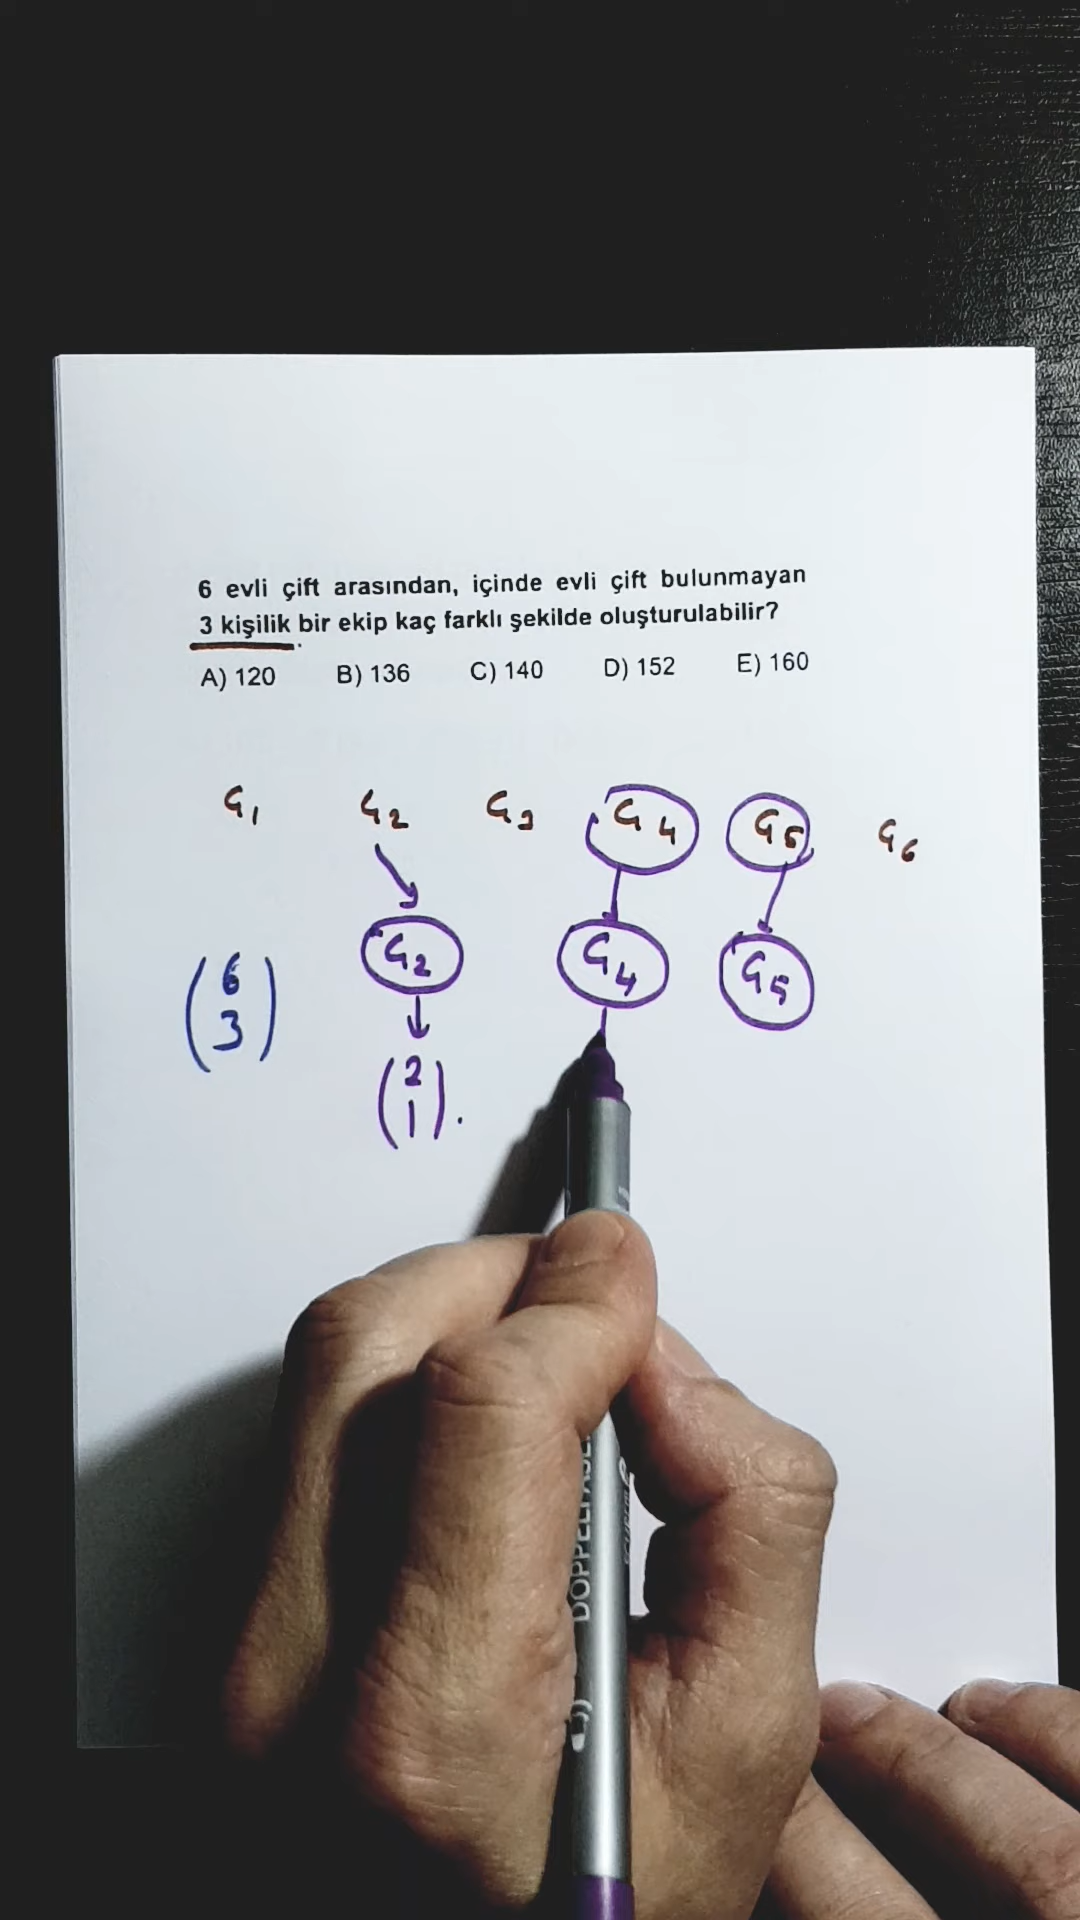 6 evli çift arasından, içinde evli çift bulunmayan
3 kişilik bir ekip kaç farklı şekilde oluşturulabilir?
A) 120 B) 136 C) 140 D) 152 E) 160
Ç1 Ç2 Ç3 Ç4 Ç5 Ç6
(6 3) Ç2 Ç4 Ç5
(2 1).
DOPPELFASER